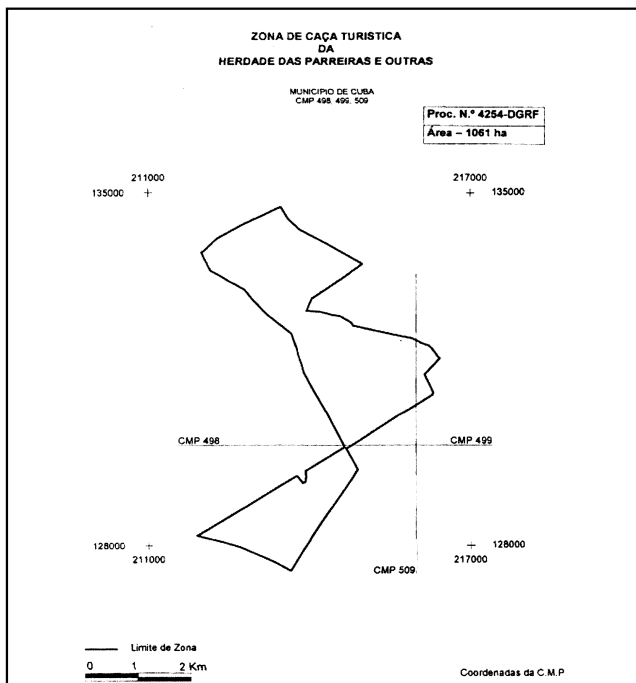 ZONA DE CAÇA TURISTICA
DA
HERDADE DAS PARREIRAS E OUTRAS
MUNICIPIO DE CUBA
CMP 498, 499, 509
Proc. N.º 4254-DGRF
Área – 1061 ha
211000
217000
135000
135000
CMP 498
CMP 499
128000
211000
CMP 509
217000
128000
Limite de Zona
0 1 2 Km
Coordenadas da C.M.P